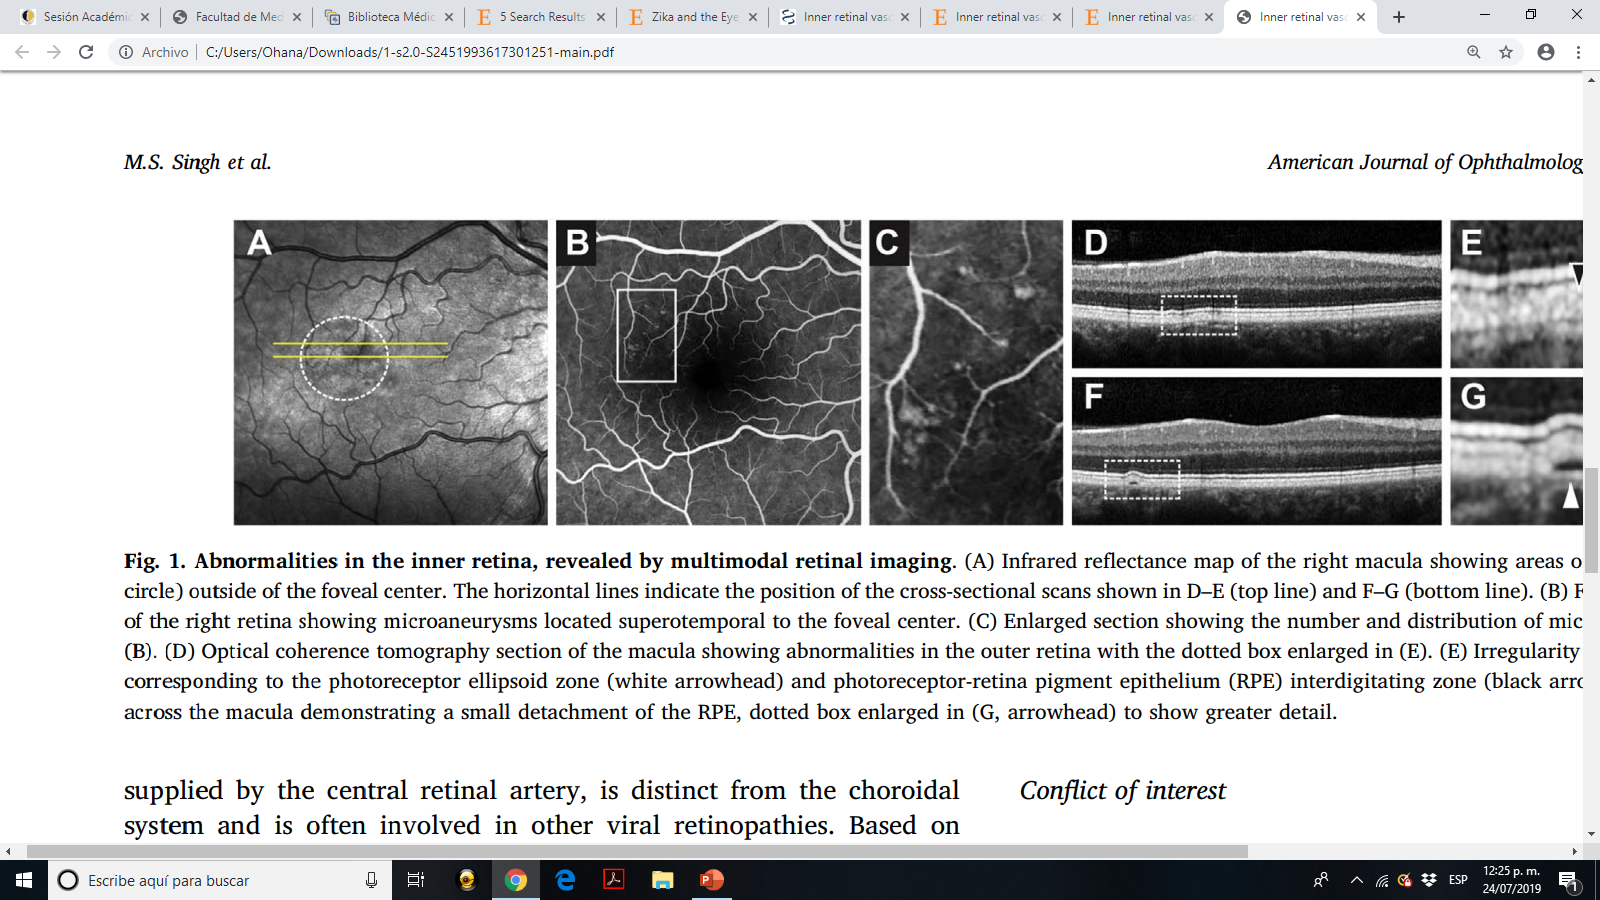 Sesión Académic
Facultad de Med
Biblioteca Médic
5 Search Results
Zika and the Eye
Inner retinal vasc
Inner retinal vasc
Inner retinal vasc
Inner retinal vasc
Archivo
C:/Users/Ohana/Downloads/1-s2.0-S2451993617301251-main.pdf
M.S. Singh et al.
American Journal of Ophthalmolog
A
B
C
D
E
F
G
Fig. 1. Abnormalities in the inner retina, revealed by multimodal retinal imaging. (A) Infrared reflectance map of the right macula showing areas o
circle) outside of the foveal center. The horizontal lines indicate the position of the cross-sectional scans shown in D–E (top line) and F–G (bottom line). (B) F
of the right retina showing microaneurysms located superotemporal to the foveal center. (C) Enlarged section showing the number and distribution of mic
(B). (D) Optical coherence tomography section of the macula showing abnormalities in the outer retina with the dotted box enlarged in (E). (E) Irregularity
corresponding to the photoreceptor ellipsoid zone (white arrowhead) and photoreceptor-retina pigment epithelium (RPE) interdigitating zone (black arro
across the macula demonstrating a small detachment of the RPE, dotted box enlarged in (G, arrowhead) to show greater detail.
supplied by the central retinal artery, is distinct from the choroidal
system and is often involved in other viral retinopathies. Based on
Conflict of interest
Escribe aquí para buscar
ESP
12:25 p. m.
24/07/2019
1